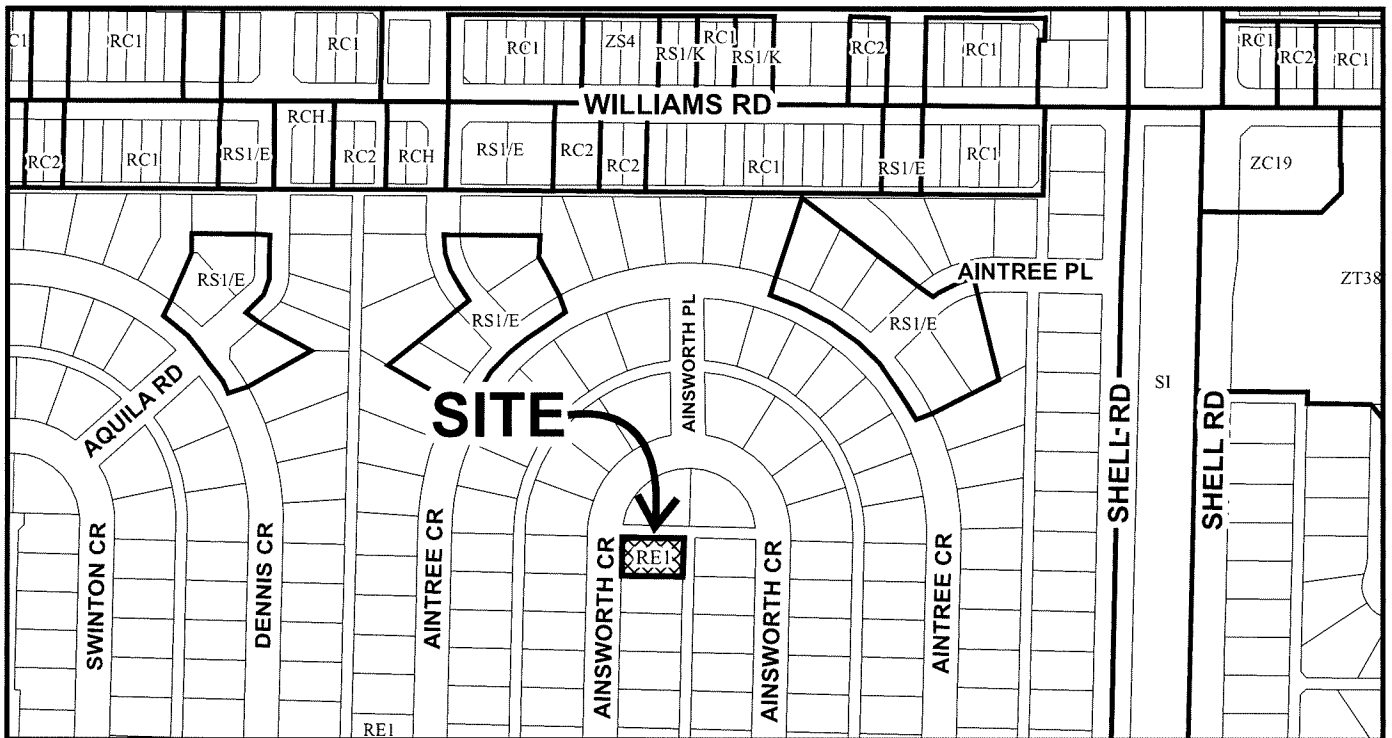 C1
RC1
RC1
RC1
ZS4
RS1/K
RC1
RS1/K
RC2
RC1
RC1
RC2
RC1
WILLIAMS RD
RC2
RC1
RS1/E
RCH
RC2
RCH
RS1/E
RC2
RC2
RC1
RS1/E
RC1
ZC19
AINTREE PL
ZT38
RS1/E
RS1/E
RS1/E
AINSWORTH PL
AQUILA RD
SITE
SHELL RD
SI
SHELL RD
SWINTON CR
DENNIS CR
AINTREE CR
AINSWORTH CR
RE1
AINSWORTH CR
AINTREE CR
RE1